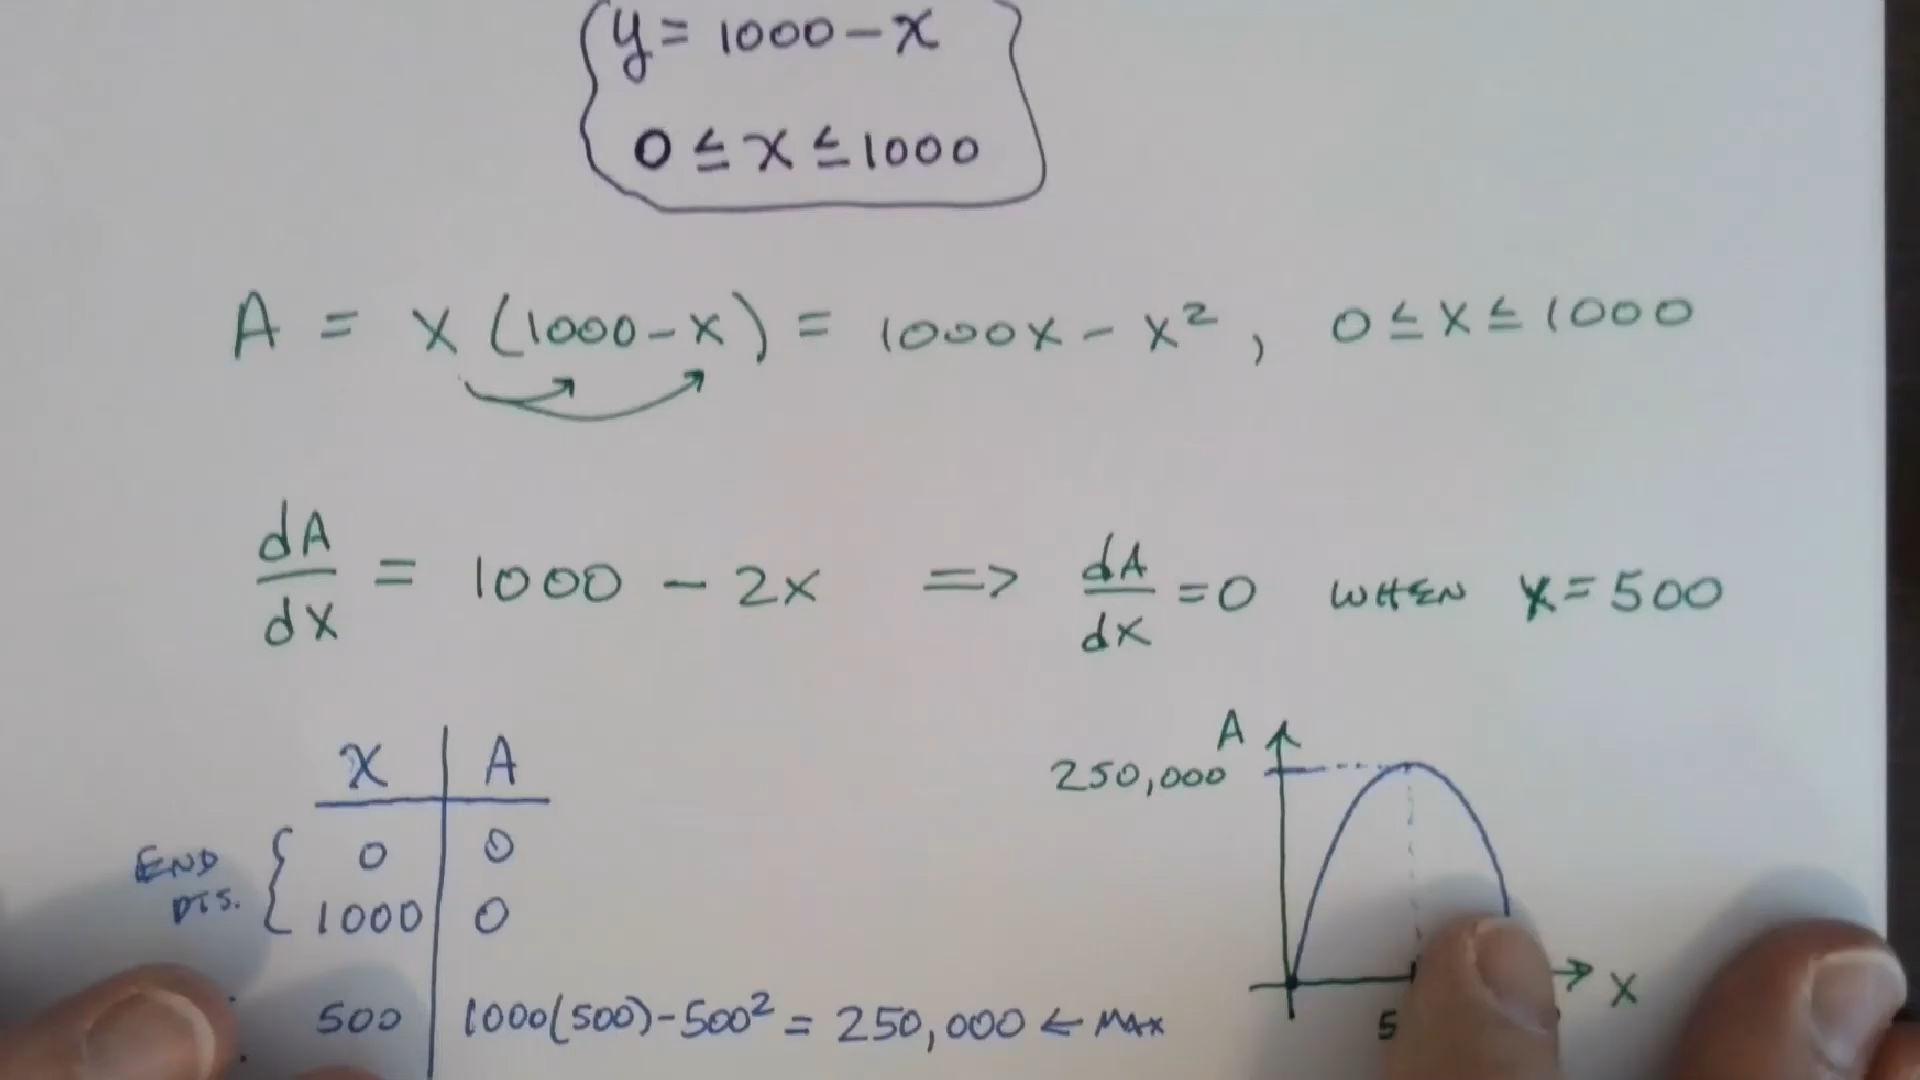 y = 1000 - x
0 ≤ x ≤ 1000
A = x (1000 - x) = 1000x - x² , 0 ≤ x ≤ 1000
dA/dx = 1000 - 2x => dA/dx = 0 WHEN x = 500
x | A
END PTS. { 0 | 0
1000 | 0
500 | 1000(500) - 500² = 250,000 ← MAX
A
250,000
5
X